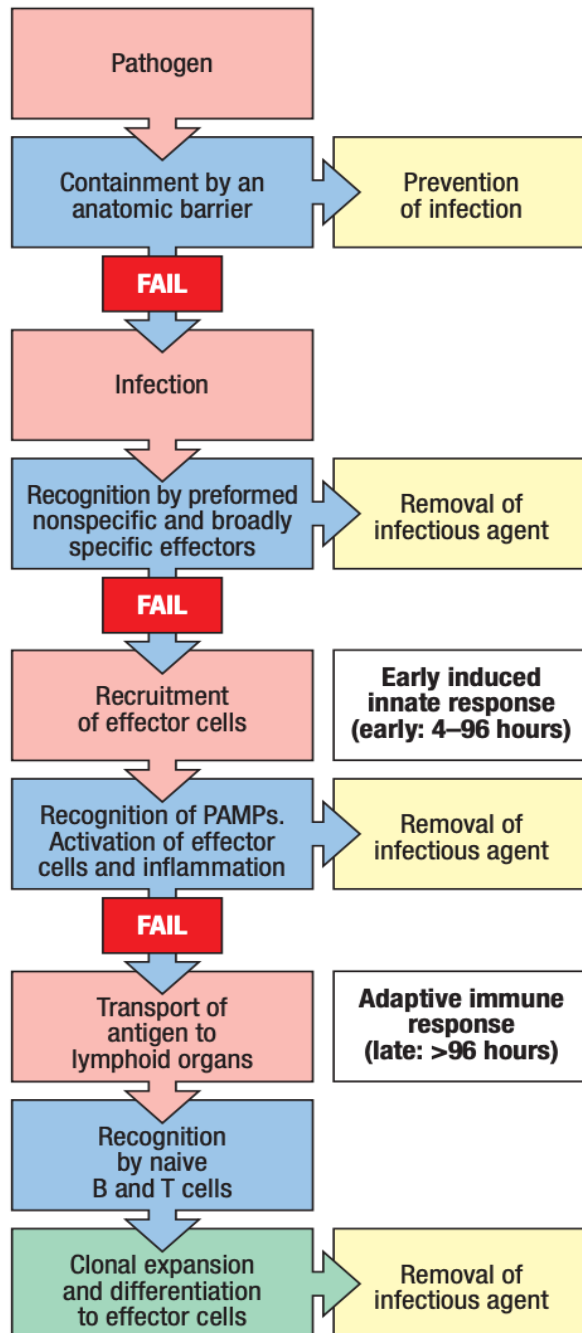 Pathogen
Containment by an
anatomic barrier
Prevention
of infection
FAIL
Infection
Recognition by preformed
nonspecific and broadly
specific effectors
Removal of
infectious agent
FAIL
Recruitment
of effector cells
Early induced
innate response
(early: 4–96 hours)
Recognition of PAMPs.
Activation of effector
cells and inflammation
Removal of
infectious agent
FAIL
Transport of
antigen to
lymphoid organs
Adaptive immune
response
(late: >96 hours)
Recognition
by naive
B and T cells
Clonal expansion
and differentiation
to effector cells
Removal of
infectious agent